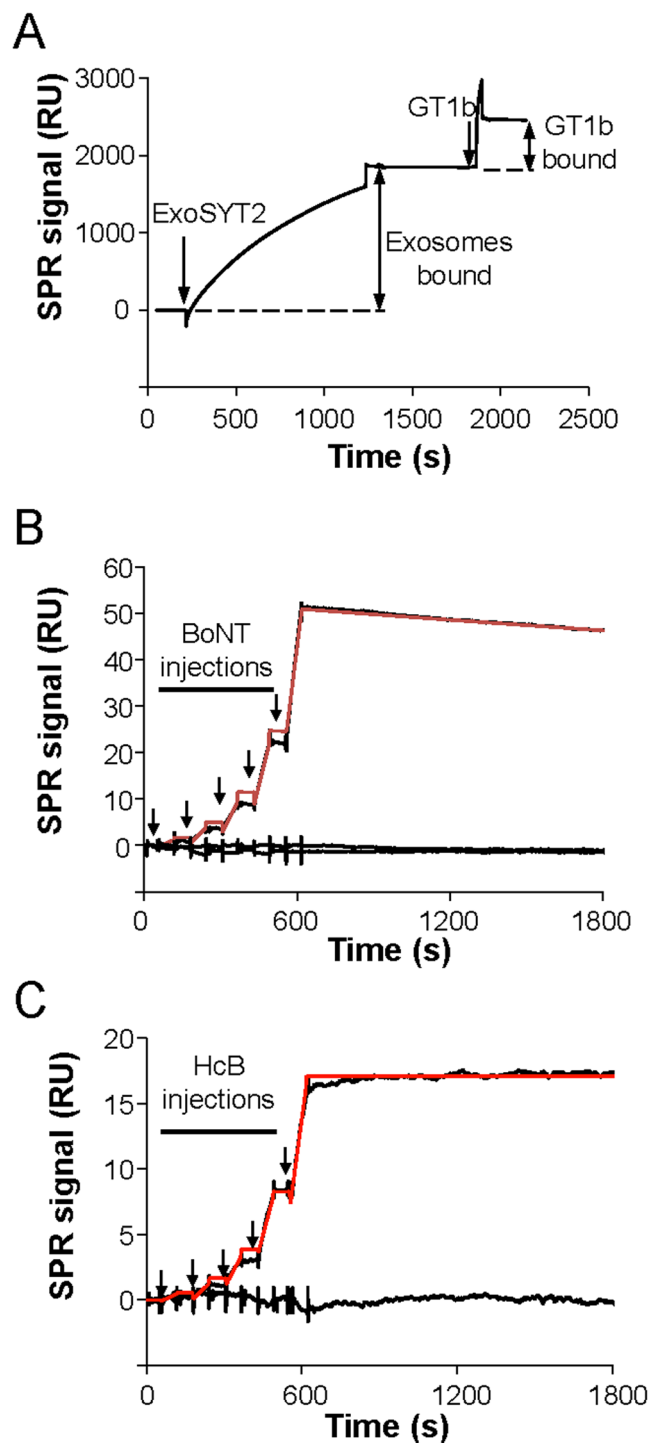 A
SPR signal (RU)
3000
2000
1000
0
ExoSYT2
GT1b
GT1b
bound
Exosomes
bound
0
500
1000
1500
2000
2500
Time (s)
B
SPR signal (RU)
60
50
40
30
20
10
0
BoNT
injections
0
600
1200
1800
Time (s)
C
SPR signal (RU)
20
15
10
5
0
HcB
injections
0
600
1200
1800
Time (s)